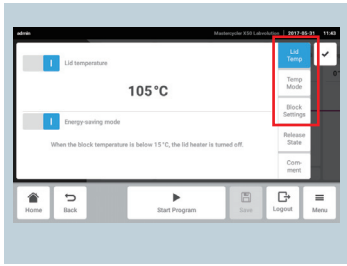 admin
Mastercycler X50 Labsolution
2017-05-31 11:43
Lid temperature
105°C
Energy-saving mode
When the block temperature is below 15°C, the lid heater is turned off.
Lid
Temp
Temp
Mode
Block
Settings
Release
State
Com-
ment
0°
Home
Back
Start Program
Save
Logout
Menu